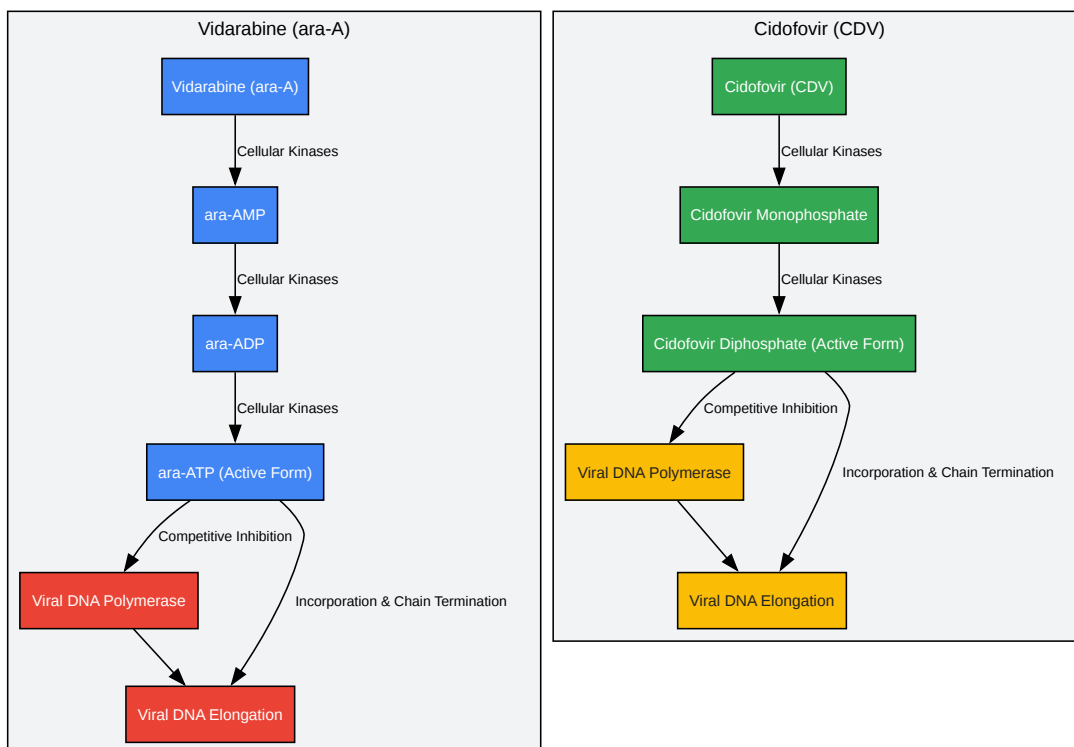 Vidarabine (ara-A)
Vidarabine (ara-A)
Cellular Kinases
ara-AMP
Cellular Kinases
ara-ADP
Cellular Kinases
ara-ATP (Active Form)
Competitive Inhibition
Viral DNA Polymerase
Incorporation & Chain Termination
Viral DNA Elongation
Cidofovir (CDV)
Cidofovir (CDV)
Cellular Kinases
Cidofovir Monophosphate
Cellular Kinases
Cidofovir Diphosphate (Active Form)
Competitive Inhibition
Viral DNA Polymerase
Incorporation & Chain Termination
Viral DNA Elongation